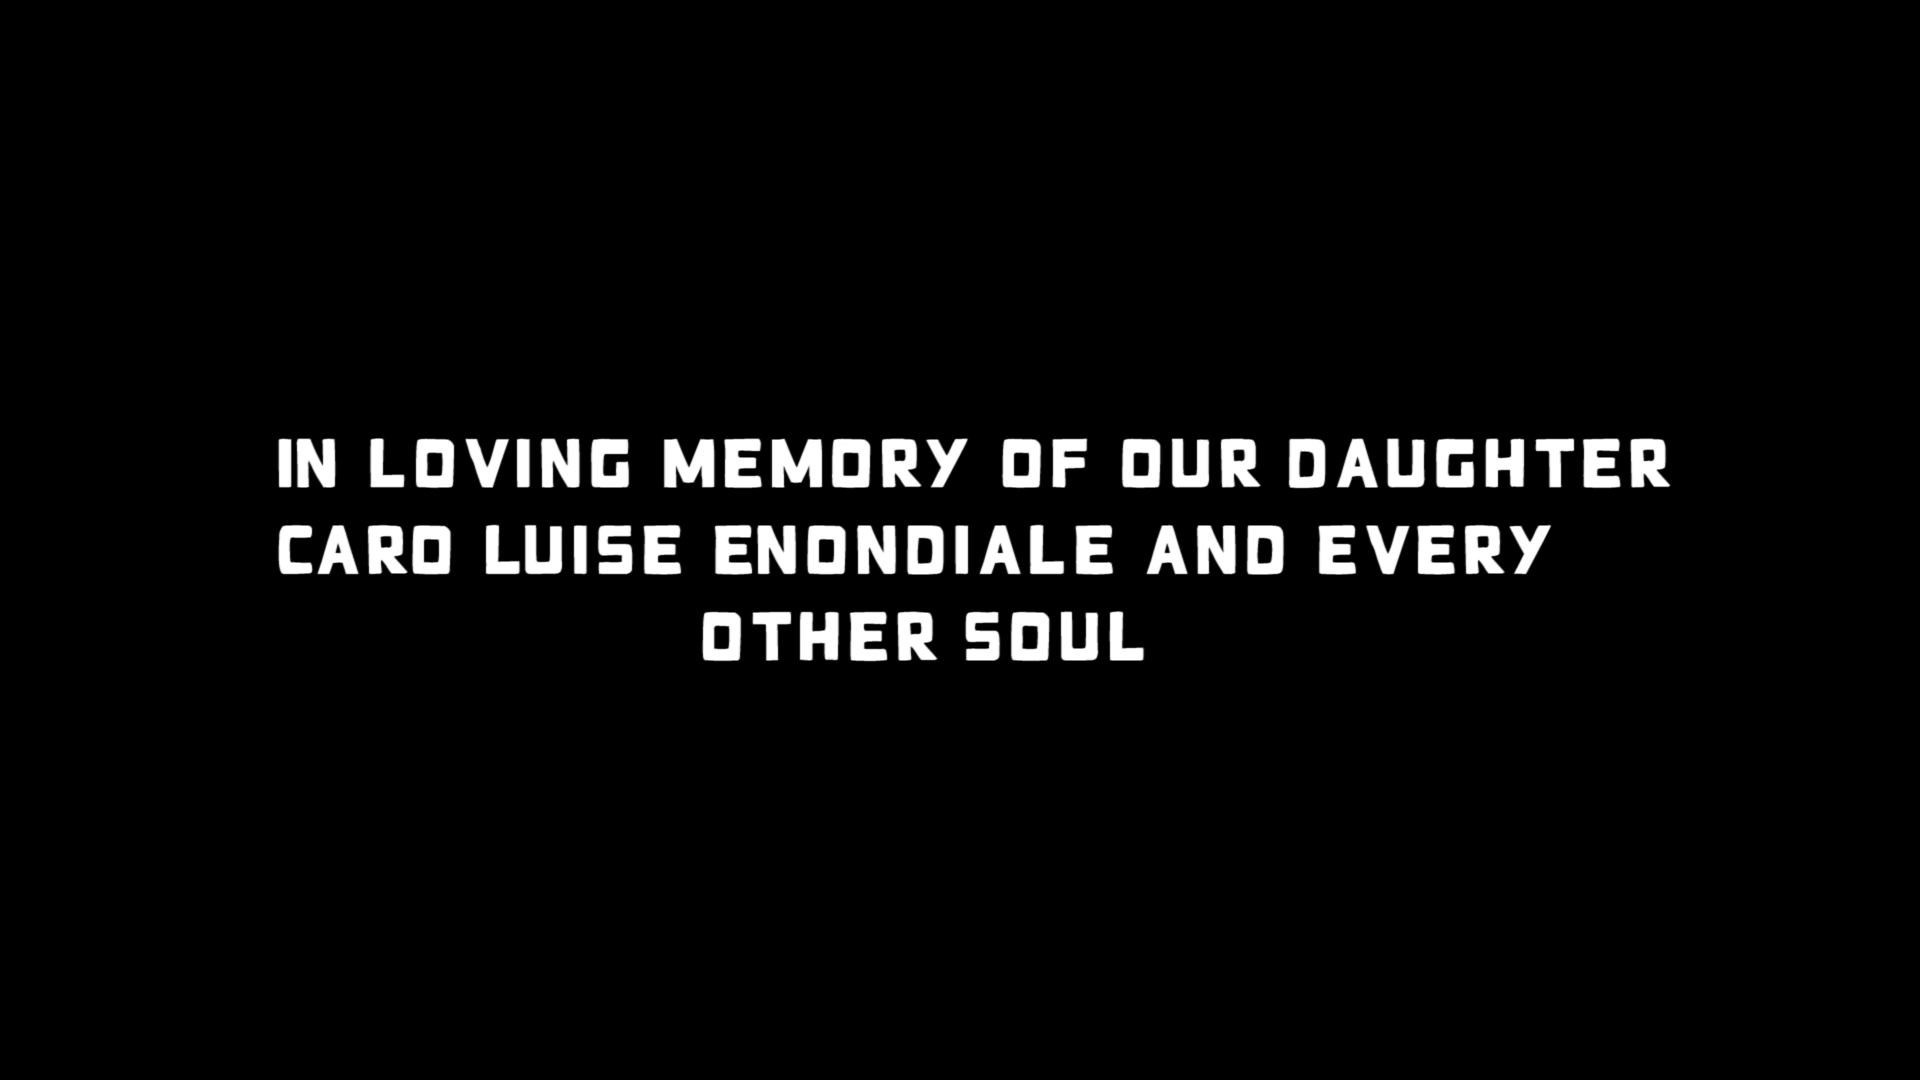 IN LOVING MEMORY OF OUR DAUGHTER
CARO LUISE ENONDIALE AND EVERY
OTHER SOUL